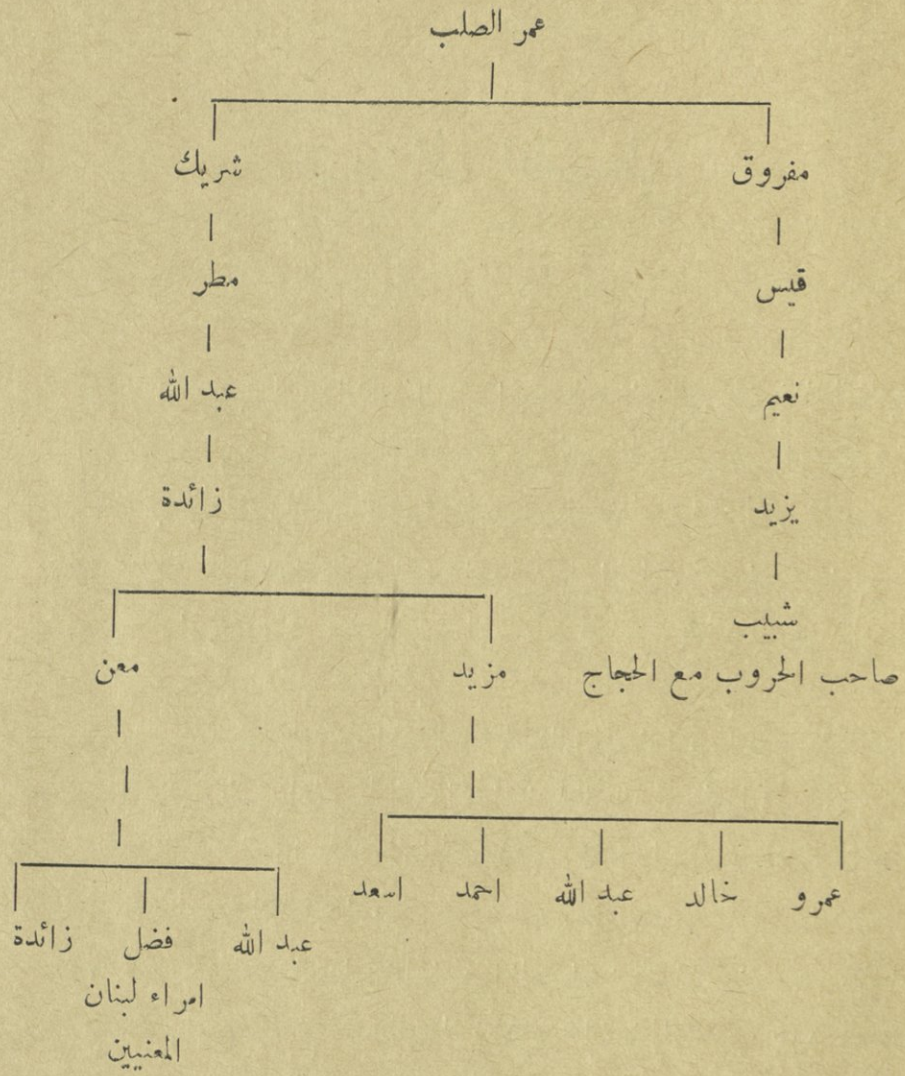 عمر الصلب
مفروق
شريك
قيس
مطر
نعيم
عبد الله
يزيد
زائدة
شبيب
صاحب الحروب مع الحجاج
مزيد
معن
عمرو
خالد
عبد الله
احمد
اسعد
عبد الله
فضل
زائدة
امراء لبنان
المعنيين